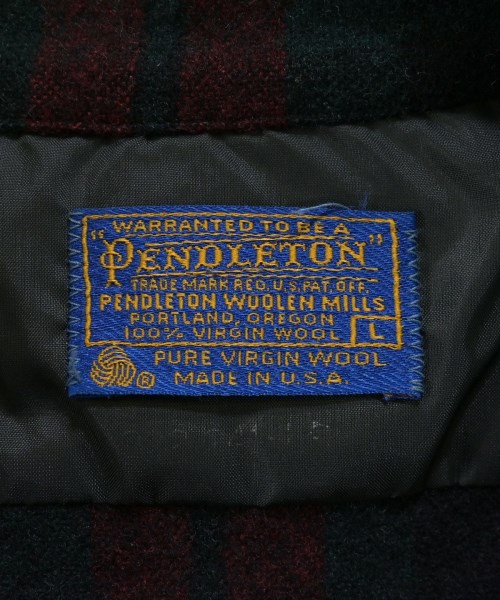 WARRANTED TO BE A
"PENDLETON"
TRADE MARK REG. U.S. PAT. OFF.
PENDLETON WOOLEN MILLS
PORTLAND, OREGON
100% VIRGIN WOOL L
PURE VIRGIN WOOL
® MADE IN U.S.A.